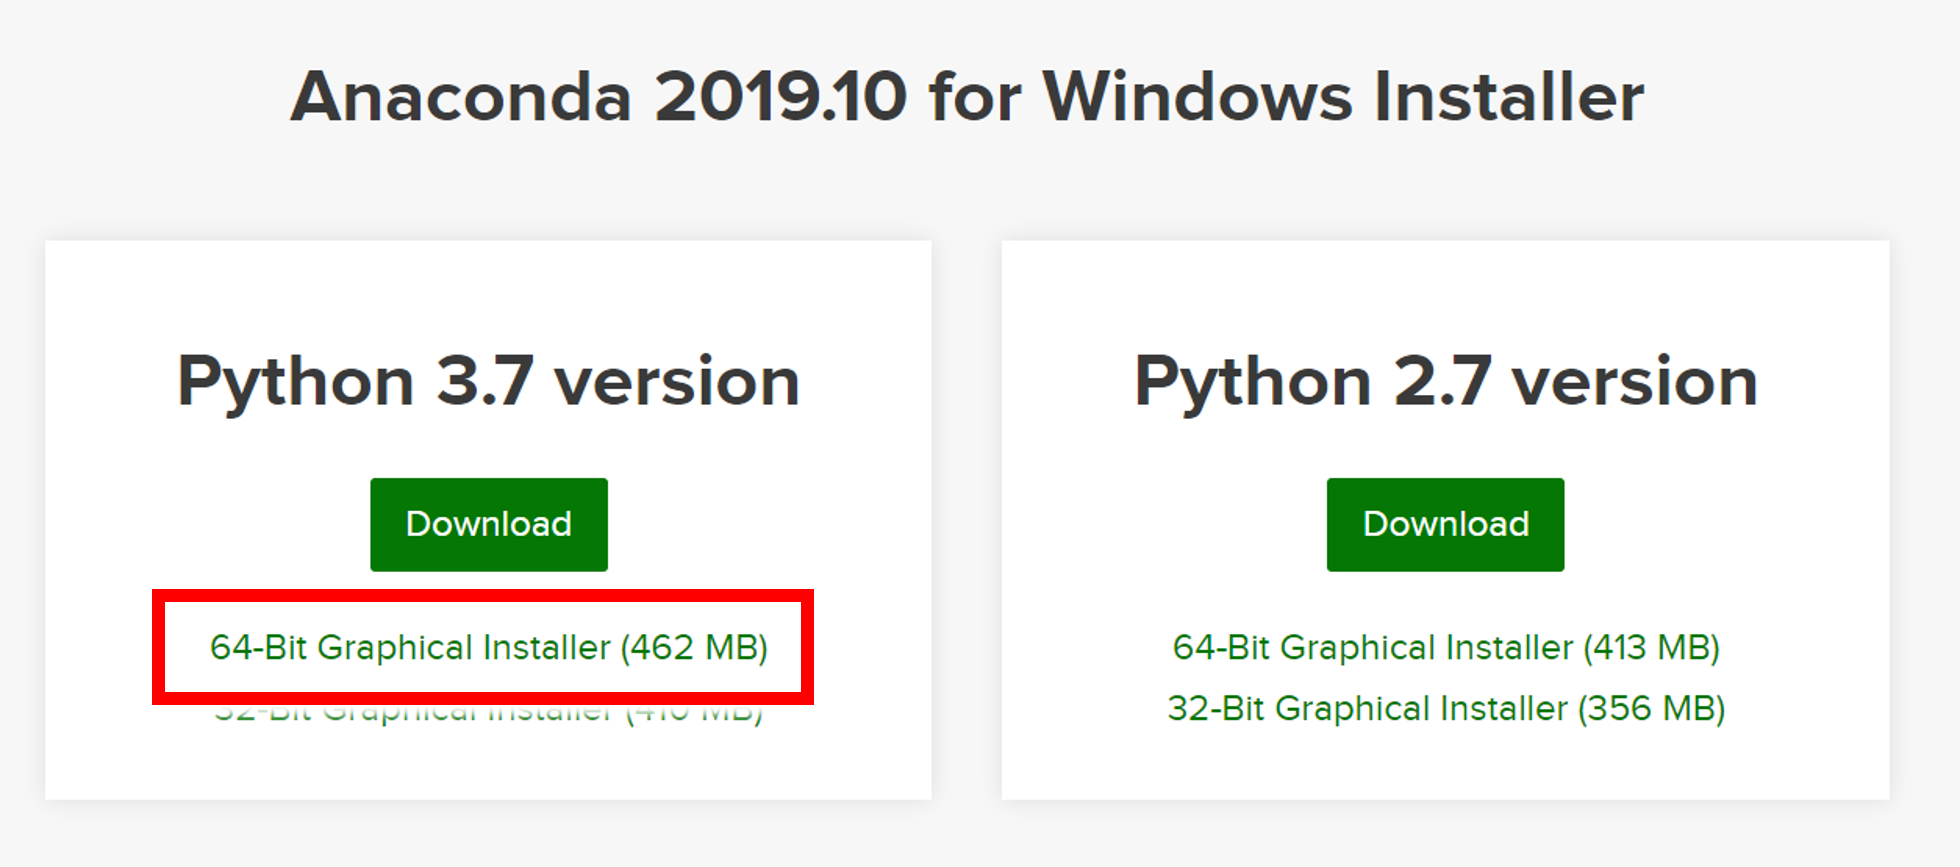 Anaconda 2019.10 for Windows Installer
Python 3.7 version
Download
64-Bit Graphical Installer (462 MB)
32-Bit Graphical Installer (410 MB)
Python 2.7 version
Download
64-Bit Graphical Installer (413 MB)
32-Bit Graphical Installer (356 MB)